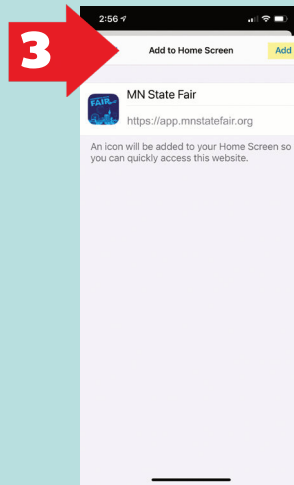 3
2:56
Add to Home Screen
Add
FAIR
MN State Fair
https://app.mnstatefair.org
An icon will be added to your Home Screen so
you can quickly access this website.